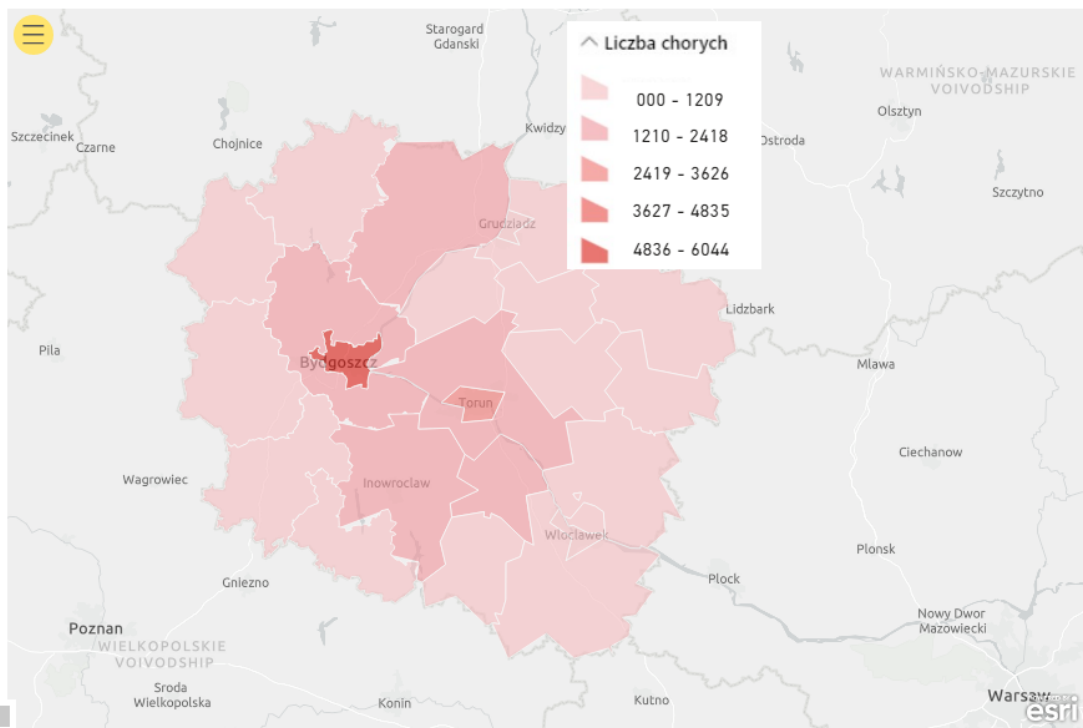 Starogard
Gdanski
Liczba chorych
WARMIŃSKO-MAZURSKIE
VOIVODSHIP
000 - 1209
Olsztyn
Szczecinek
Czarne
Chojnice
Kwidzy
Ostroda
1210 - 2418
2419 - 3626
Szczytno
3627 - 4835
Grudziadz
4836 - 6044
Lidzbark
Pila
Bydgoszcz
Mlawa
Torun
Ciechanow
Wagrowiec
Inowroclaw
Wloclawek
Plonsk
Gniezno
Plock
Nowy Dwor
Mazowiecki
Poznan
WIELKOPOLSKIE
VOIVODSHIP
Sroda
Wielkopolska
Konin
Kutno
Warsaw
esri